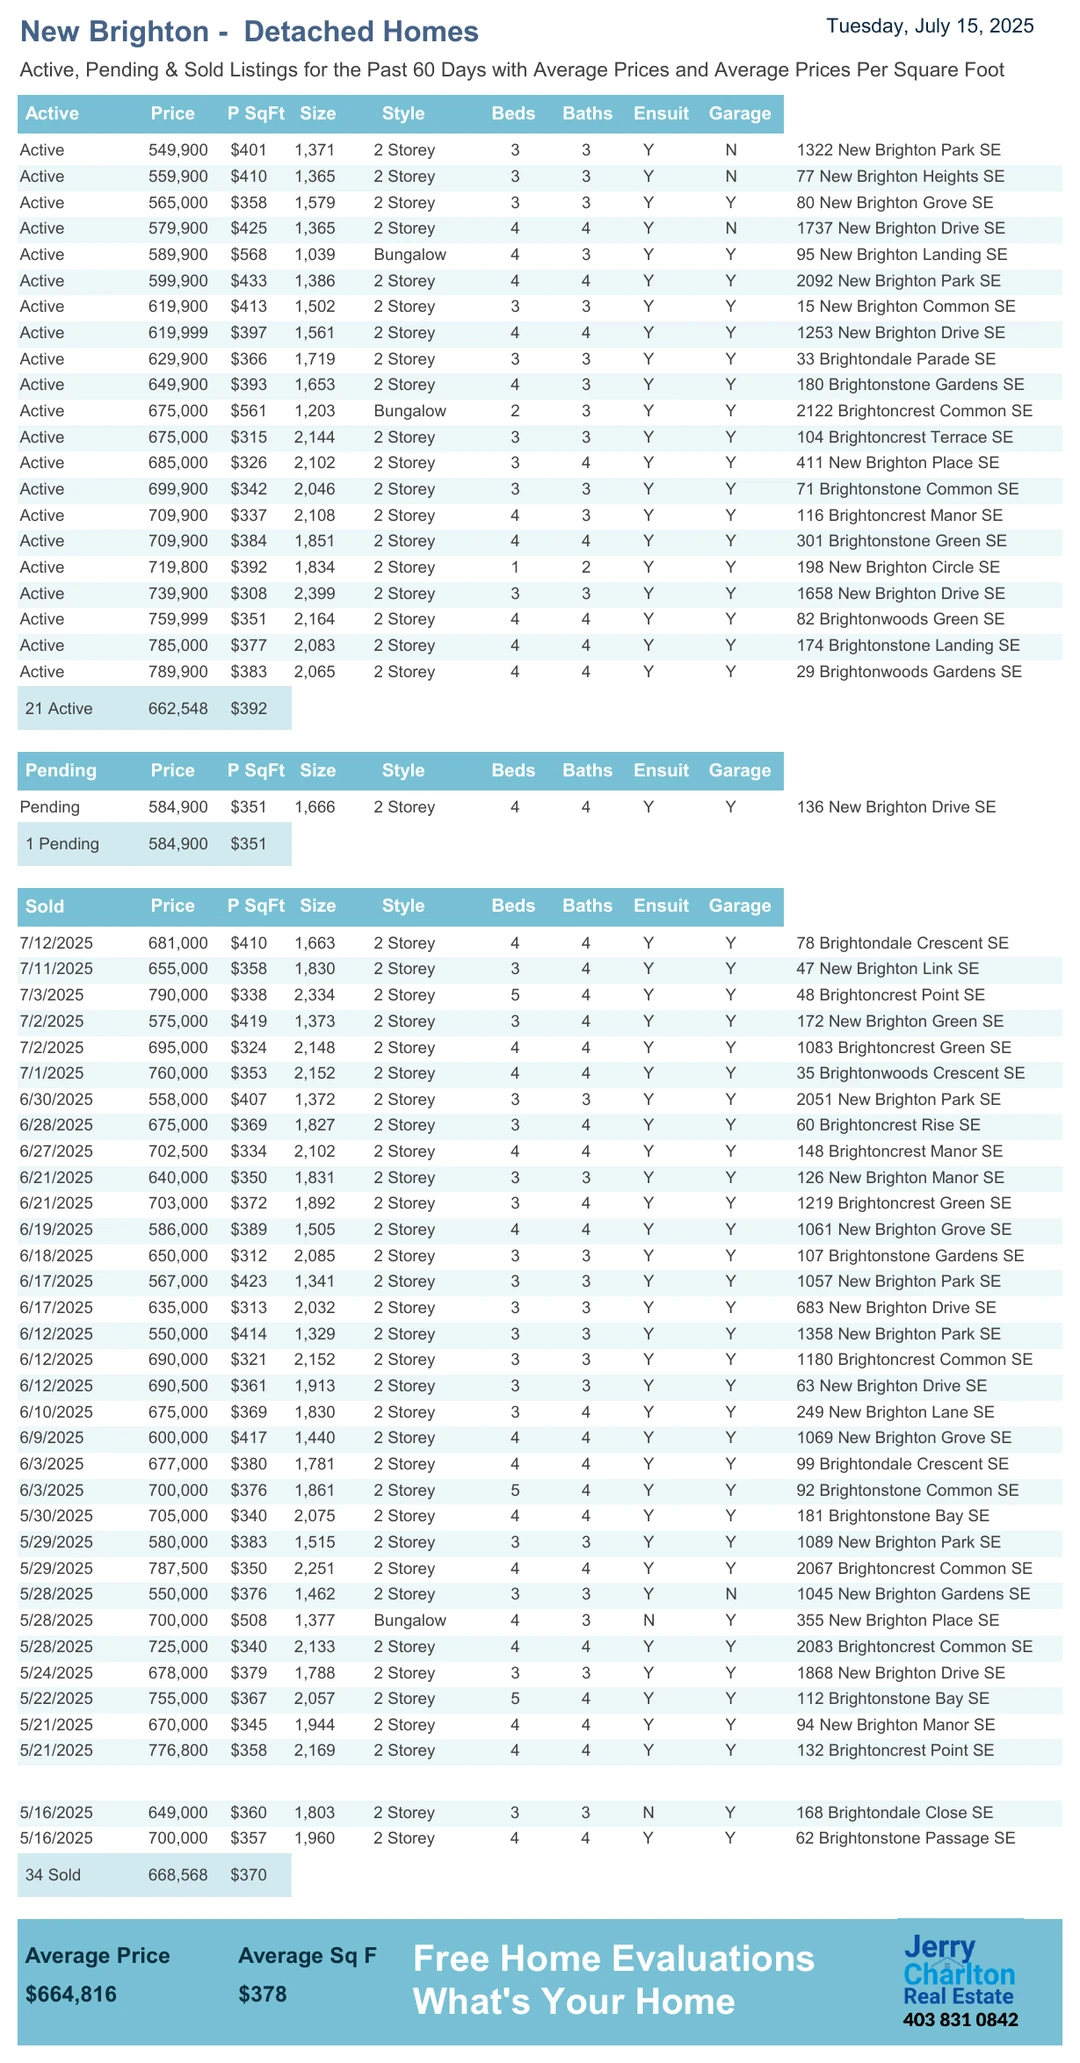 New Brighton - Detached Homes
Tuesday, July 15, 2025
Active, Pending & Sold Listings for the Past 60 Days with Average Prices and Average Prices Per Square Foot
Active Price P SqFt Size Style Beds Baths Ensuit Garage
Active 549,900 $401 1,371 2 Storey 3 3 Y N 1322 New Brighton Park SE
Active 559,900 $410 1,365 2 Storey 3 3 Y N 77 New Brighton Heights SE
Active 565,000 $358 1,579 2 Storey 3 3 Y Y 80 New Brighton Grove SE
Active 579,900 $425 1,365 2 Storey 4 4 Y N 1737 New Brighton Drive SE
Active 589,900 $568 1,039 Bungalow 4 3 Y Y 95 New Brighton Landing SE
Active 599,900 $433 1,386 2 Storey 4 4 Y Y 2092 New Brighton Park SE
Active 619,900 $413 1,502 2 Storey 3 3 Y Y 15 New Brighton Common SE
Active 619,999 $397 1,561 2 Storey 4 4 Y Y 1253 New Brighton Drive SE
Active 629,900 $366 1,719 2 Storey 3 3 Y Y 33 Brightondale Parade SE
Active 649,900 $393 1,653 2 Storey 4 3 Y Y 180 Brightonstone Gardens SE
Active 675,000 $561 1,203 Bungalow 2 3 Y Y 2122 Brightoncrest Common SE
Active 675,000 $315 2,144 2 Storey 3 3 Y Y 104 Brightoncrest Terrace SE
Active 685,000 $326 2,102 2 Storey 3 4 Y Y 411 New Brighton Place SE
Active 699,900 $342 2,046 2 Storey 3 3 Y Y 71 Brightonstone Common SE
Active 709,900 $337 2,108 2 Storey 4 3 Y Y 116 Brightoncrest Manor SE
Active 709,900 $384 1,851 2 Storey 4 4 Y Y 301 Brightonstone Green SE
Active 719,800 $392 1,834 2 Storey 1 2 Y Y 198 New Brighton Circle SE
Active 739,900 $308 2,399 2 Storey 3 3 Y Y 1658 New Brighton Drive SE
Active 759,999 $351 2,164 2 Storey 4 4 Y Y 82 Brightonwoods Green SE
Active 785,000 $377 2,083 2 Storey 4 4 Y Y 174 Brightonstone Landing SE
Active 789,900 $383 2,065 2 Storey 4 4 Y Y 29 Brightonwoods Gardens SE
21 Active 662,548 $392
Pending Price P SqFt Size Style Beds Baths Ensuit Garage
Pending 584,900 $351 1,666 2 Storey 4 4 Y Y 136 New Brighton Drive SE
1 Pending 584,900 $351
Sold Price P SqFt Size Style Beds Baths Ensuit Garage
7/12/2025 681,000 $410 1,663 2 Storey 4 4 Y Y 78 Brightondale Crescent SE
7/11/2025 655,000 $358 1,830 2 Storey 3 4 Y Y 47 New Brighton Link SE
7/3/2025 790,000 $338 2,334 2 Storey 5 4 Y Y 48 Brightoncrest Point SE
7/2/2025 575,000 $419 1,373 2 Storey 3 4 Y Y 172 New Brighton Green SE
7/2/2025 695,000 $324 2,148 2 Storey 4 4 Y Y 1083 Brightoncrest Green SE
7/1/2025 760,000 $353 2,152 2 Storey 4 4 Y Y 35 Brightonwoods Crescent SE
6/30/2025 558,000 $407 1,372 2 Storey 3 3 Y Y 2051 New Brighton Park SE
6/28/2025 675,000 $369 1,827 2 Storey 3 4 Y Y 60 Brightoncrest Rise SE
6/27/2025 702,500 $334 2,102 2 Storey 4 4 Y Y 148 Brightoncrest Manor SE
6/21/2025 640,000 $350 1,831 2 Storey 3 3 Y Y 126 New Brighton Manor SE
6/21/2025 703,000 $372 1,892 2 Storey 3 4 Y Y 1219 Brightoncrest Green SE
6/19/2025 586,000 $389 1,505 2 Storey 4 4 Y Y 1061 New Brighton Grove SE
6/18/2025 650,000 $312 2,085 2 Storey 3 3 Y Y 107 Brightonstone Gardens SE
6/17/2025 567,000 $423 1,341 2 Storey 3 3 Y Y 1057 New Brighton Park SE
6/17/2025 635,000 $313 2,032 2 Storey 3 3 Y Y 683 New Brighton Drive SE
6/12/2025 550,000 $414 1,329 2 Storey 3 3 Y Y 1358 New Brighton Park SE
6/12/2025 690,000 $321 2,152 2 Storey 3 3 Y Y 1180 Brightoncrest Common SE
6/12/2025 690,500 $361 1,913 2 Storey 3 3 Y Y 63 New Brighton Drive SE
6/10/2025 675,000 $369 1,830 2 Storey 3 4 Y Y 249 New Brighton Lane SE
6/9/2025 600,000 $417 1,440 2 Storey 4 4 Y Y 1069 New Brighton Grove SE
6/3/2025 677,000 $380 1,781 2 Storey 4 4 Y Y 99 Brightondale Crescent SE
6/3/2025 700,000 $376 1,861 2 Storey 5 4 Y Y 92 Brightonstone Common SE
5/30/2025 705,000 $340 2,075 2 Storey 4 4 Y Y 181 Brightonstone Bay SE
5/29/2025 580,000 $383 1,515 2 Storey 3 3 Y Y 1089 New Brighton Park SE
5/29/2025 787,500 $350 2,251 2 Storey 4 4 Y Y 2067 Brightoncrest Common SE
5/28/2025 550,000 $376 1,462 2 Storey 3 3 Y N 1045 New Brighton Gardens SE
5/28/2025 700,000 $508 1,377 Bungalow 4 3 N Y 355 New Brighton Place SE
5/28/2025 725,000 $340 2,133 2 Storey 4 4 Y Y 2083 Brightoncrest Common SE
5/24/2025 678,000 $379 1,788 2 Storey 3 3 Y Y 1868 New Brighton Drive SE
5/22/2025 755,000 $367 2,057 2 Storey 5 4 Y Y 112 Brightonstone Bay SE
5/21/2025 670,000 $345 1,944 2 Storey 4 4 Y Y 94 New Brighton Manor SE
5/21/2025 776,800 $358 2,169 2 Storey 4 4 Y Y 132 Brightoncrest Point SE
5/16/2025 649,000 $360 1,803 2 Storey 3 3 N Y 168 Brightondale Close SE
5/16/2025 700,000 $357 1,960 2 Storey 4 4 Y Y 62 Brightonstone Passage SE
34 Sold 668,568 $370
Average Price Average Sq F
$664,816 $378
Free Home Evaluations
What's Your Home
Jerry
Charlton
Real Estate
403 831 0842